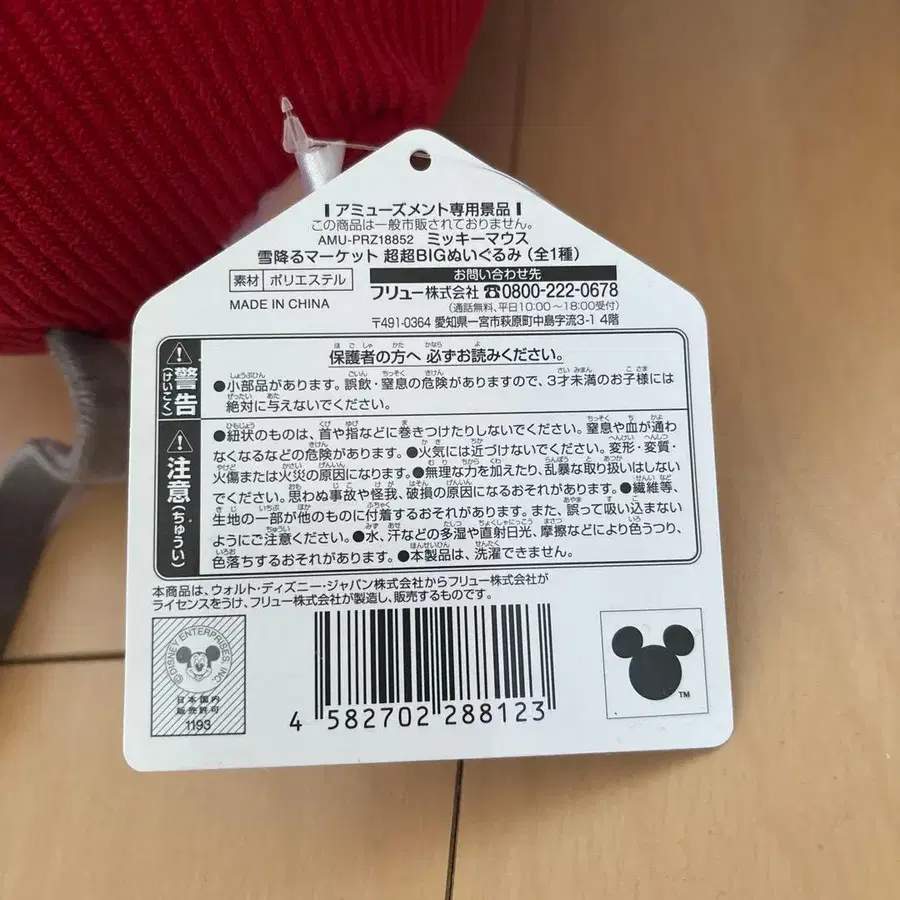 アミューズメント専用景品
この商品は一般市販されておりません。
AMU-PRZ18852 ミッキーマウス
雪降るマーケット 超超BIGぬいぐるみ(全1種)
素材 ポリエステル
MADE IN CHINA
お問い合わせ先
フリュー株式会社 ☎0800-222-0678
(通話無料、平日10:00~18:00受付)
〒491-0364 愛知県一宮市萩原町中島字流3-1 4階
警告(けいこく)
保護者の方へ 必ずお読みください。
●小部品があります。誤飲・窒息の危険がありますので、3才未満のお子様には
絶対に与えないでください。
注意(ちゅうい)
●紐状のものは、首や指などに巻きつけたりしないでください。窒息や血が通わ
なくなるなどの危険があります。●火気には近づけないでください。変形・変質・
火傷または火災の原因になります。●無理な力を加えたり、乱暴な取り扱いはしない
でください。思わぬ事故や怪我、破損の原因になるおそれがあります。●繊維等、
生地の一部が他のものに付着するおそれがあります。また、誤って吸い込まない
ようにご注意ください。●水、汗などの多湿や直射日光、摩擦などにより色うつり、
色落ちするおそれがあります。●本製品は、洗濯できません。
本商品は、ウォルト・ディズニー・ジャパン株式会社からフリュー株式会社が
ライセンスをうけ、フリュー株式会社が製造し、販売するものです。
©DISNEY ENTERPRISES, INC.
日本国内
販売許可
1193
4 582702 288123
TM